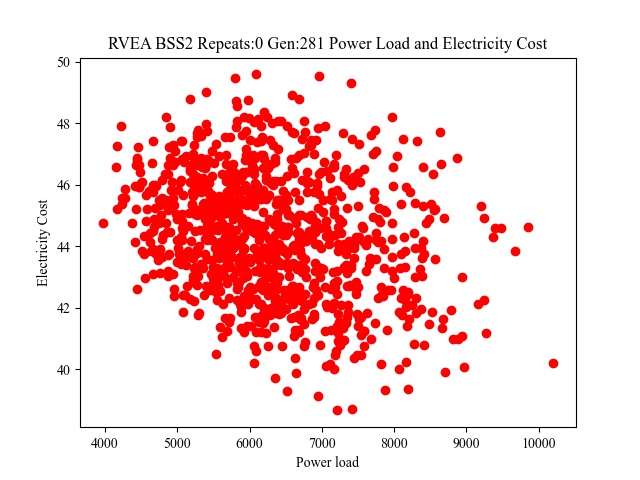 RVEA BSS2 Repeats:0 Gen:281 Power Load and Electricity Cost
50
48
46
44
42
40
Electricity Cost
4000 5000 6000 7000 8000 9000 10000
Power load